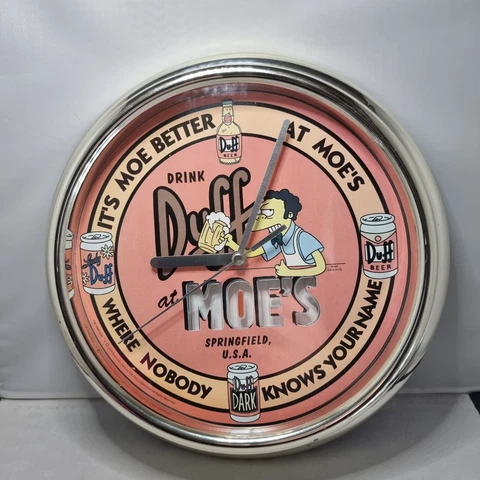 IT'S MOE BETTER
AT MOE'S
Duff
BEER
DRINK
Duff
at
MOE'S
SPRINGFIELD,
U.S.A.
Duff
Duff
BEER
WHERE NOBODY
KNOWS YOUR NAME
Duff
DARK